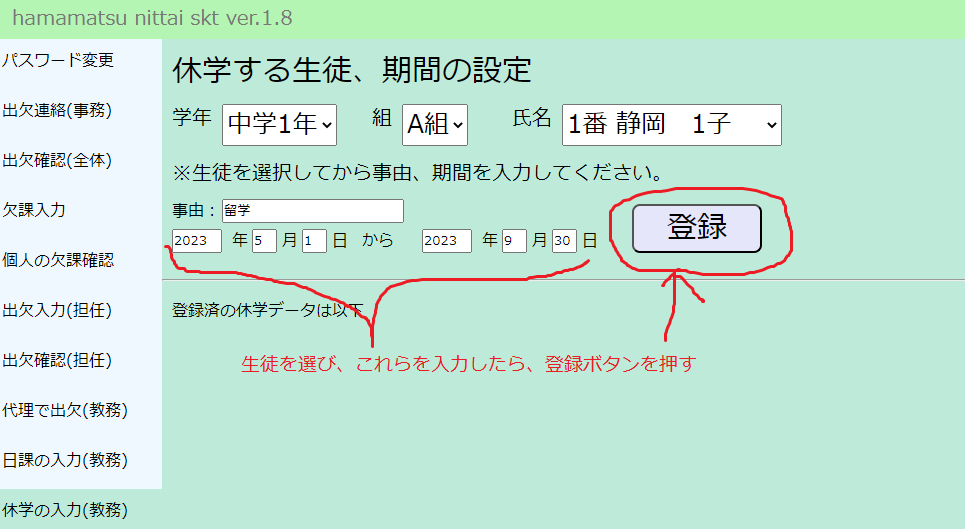 hamamatsu nittai skt ver.1.8
パスワード変更
出欠連絡(事務)
出欠確認(全体)
欠課入力
個人の欠課確認
出欠入力(担任)
出欠確認(担任)
代理で出欠(教務)
日課の入力(教務)
休学の入力(教務)
休学する生徒、期間の設定
学年 中学1年 組 A組 氏名 1番 静岡　1子
※生徒を選択してから事由、期間を入力してください。
事由：留学
2023 年 5 月 1 日 から 2023 年 9 月 30 日
登録
登録済の休学データは以下
生徒を選び、これらを入力したら、登録ボタンを押す